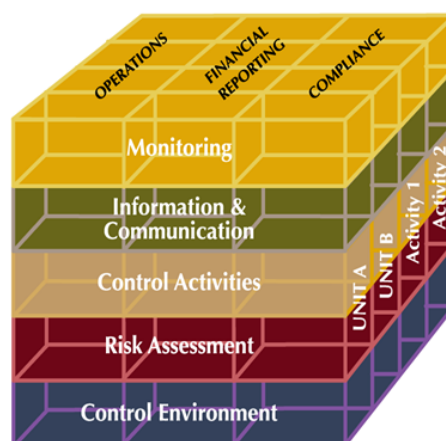 OPERATIONS
FINANCIAL
REPORTING
COMPLIANCE
Monitoring
Information &
Communication
Control Activities
Risk Assessment
Control Environment
UNIT A
UNIT B
Activity 1
Activity 2